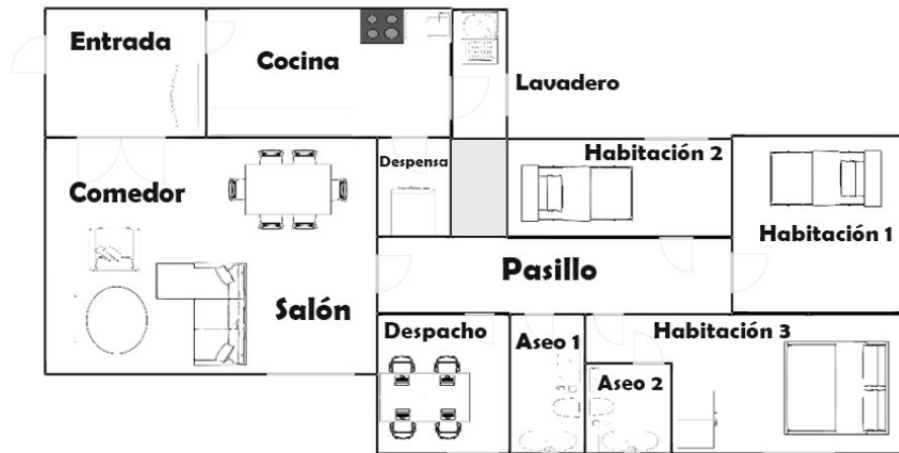 Entrada
Cocina
Lavadero
Comedor
Despensa
Habitación 2
Habitación 1
Salón
Pasillo
Despacho
Aseo 1
Habitación 3
Aseo 2